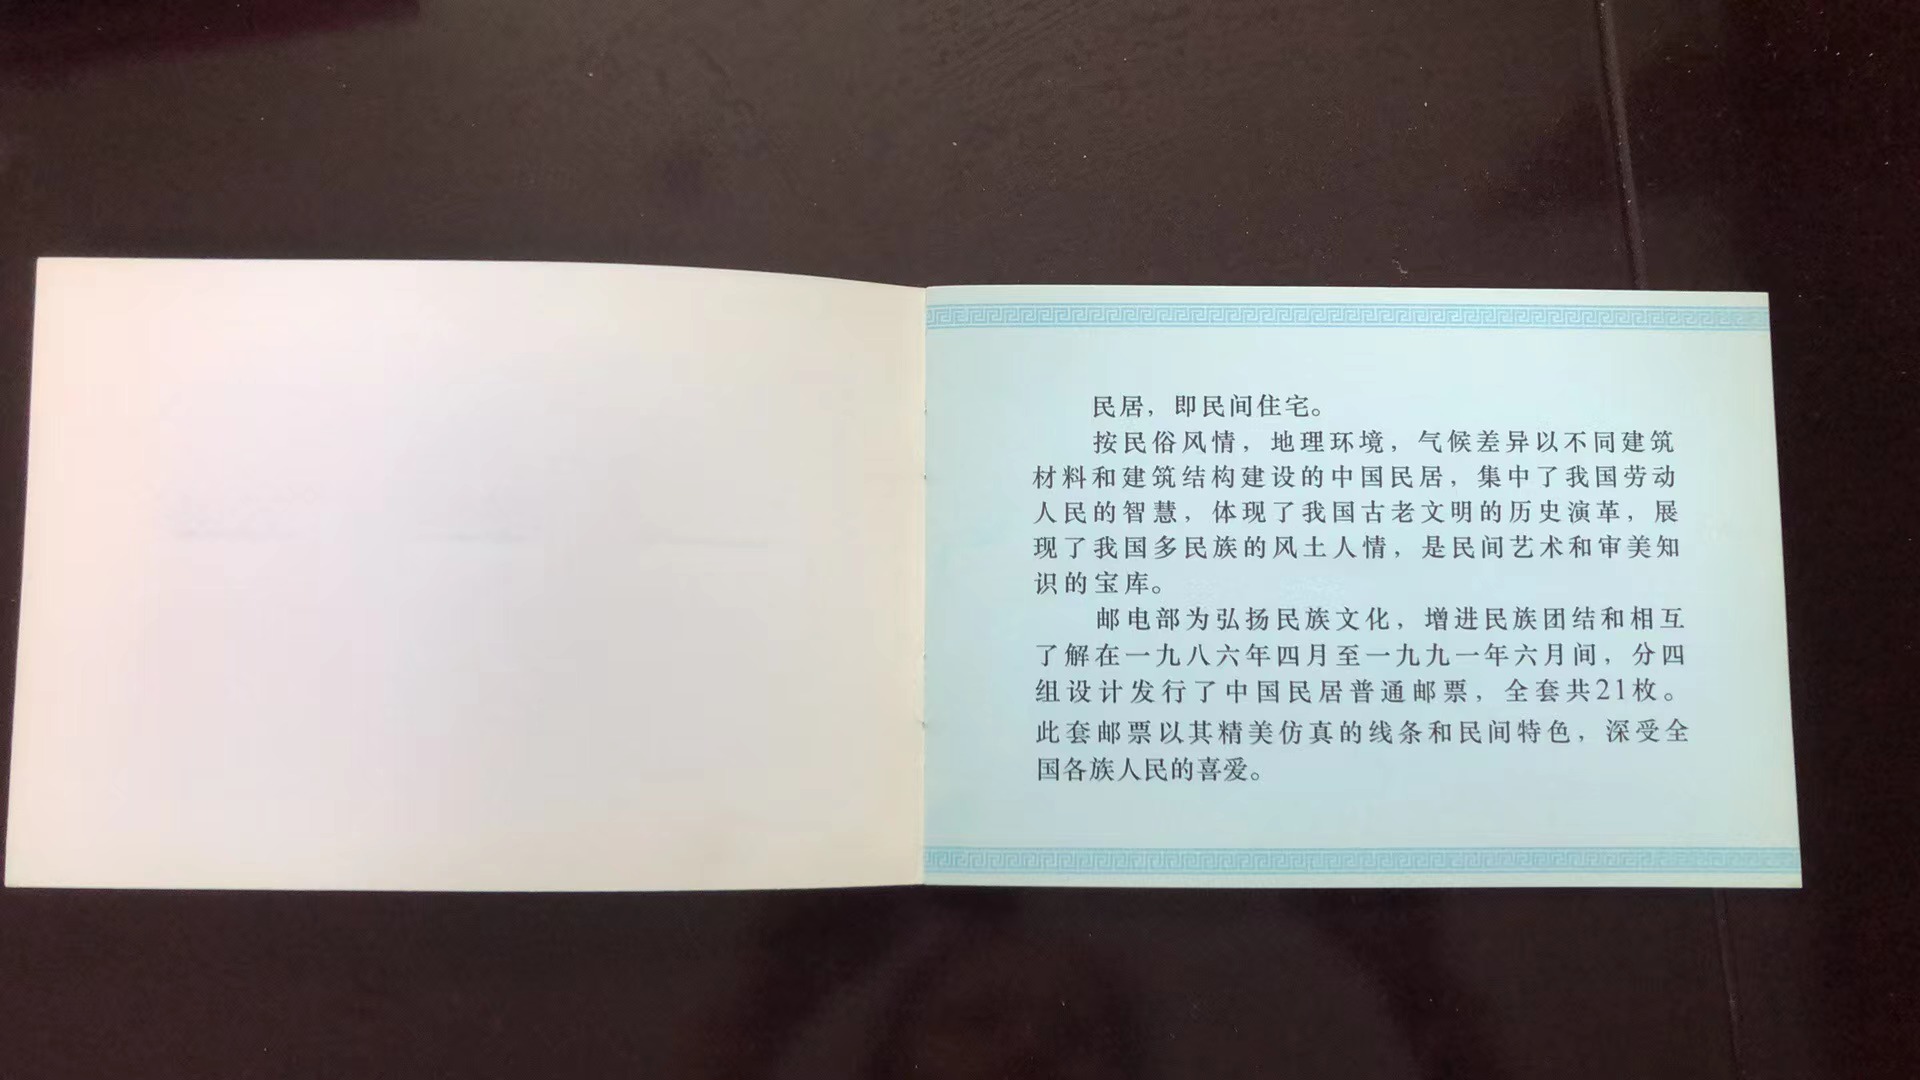 民居，即民间住宅。
按民俗风情，地理环境，气候差异以不同建筑
材料和建筑结构建设的中国民居，集中了我国劳动
人民的智慧，体现了我国古老文明的历史演革，展
现了我国多民族的风土人情，是民间艺术和审美知
识的宝库。
邮电部为弘扬民族文化，增进民族团结和相互
了解在一九八六年四月至一九九一年六月间，分四
组设计发行了中国民居普通邮票，全套共21枚。
此套邮票以其精美仿真的线条和民间特色，深受全
国各族人民的喜爱。